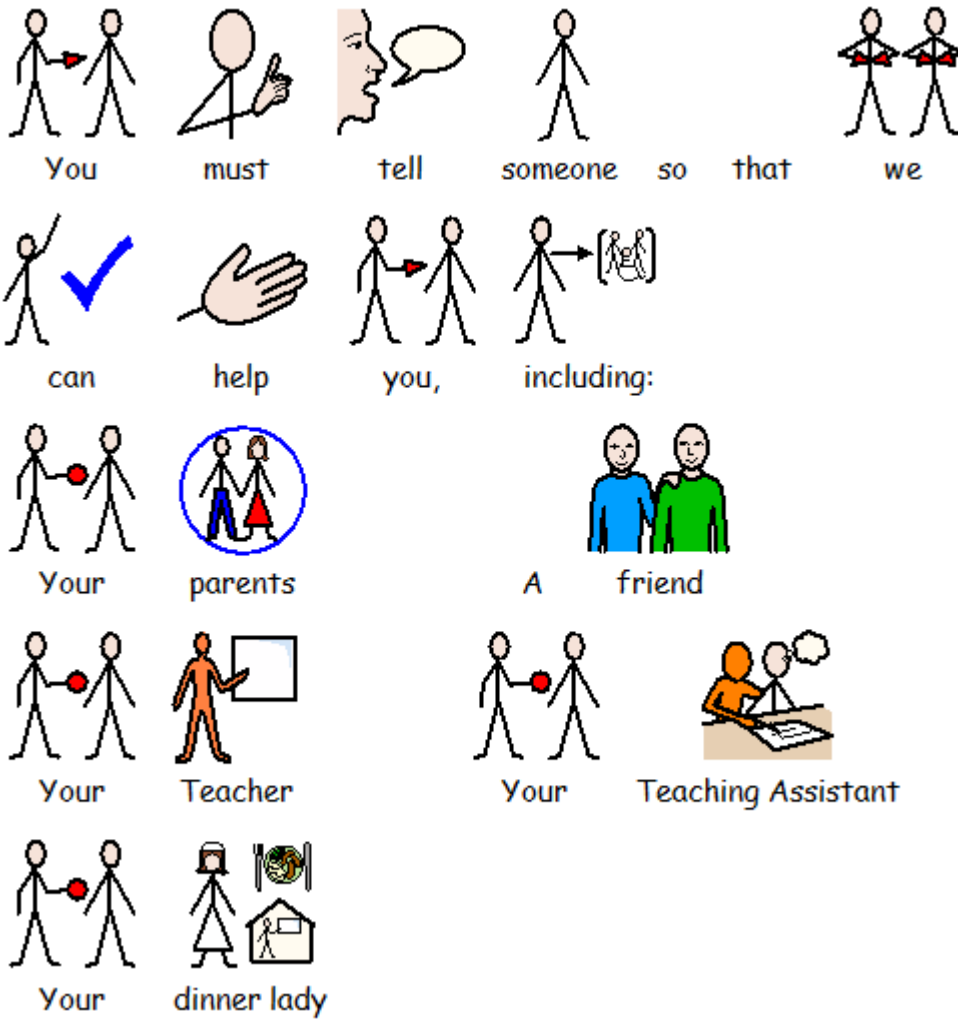 You must tell someone so that we
can help you, including:
Your parents A friend
Your Teacher Your Teaching Assistant
Your dinner lady